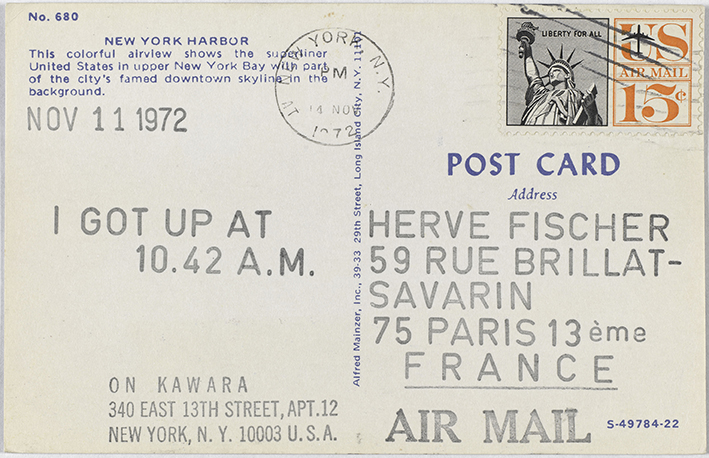 No. 680
NEW YORK HARBOR
This colorful airview shows the superliner
United States in upper New York Bay with part
of the city's famed downtown skyline in the
background.
NOV 11 1972
I GOT UP AT
10.42 A.M.
ON KAWARA
340 EAST 13TH STREET, APT.12
NEW YORK, N. Y. 10003 U.S.A.
NEW YORK, N.Y.
PM
14 NOV
1972
Alfred Mainzer, Inc., 39-33 29th Street, Long Island City, N.Y. 11101
LIBERTY FOR ALL
US
AIR MAIL
15¢
POST CARD
Address
HERVE FISCHER
59 RUE BRILLAT-
SAVARIN
75 PARIS 13ème
FRANCE
AIR MAIL
S-49784-22